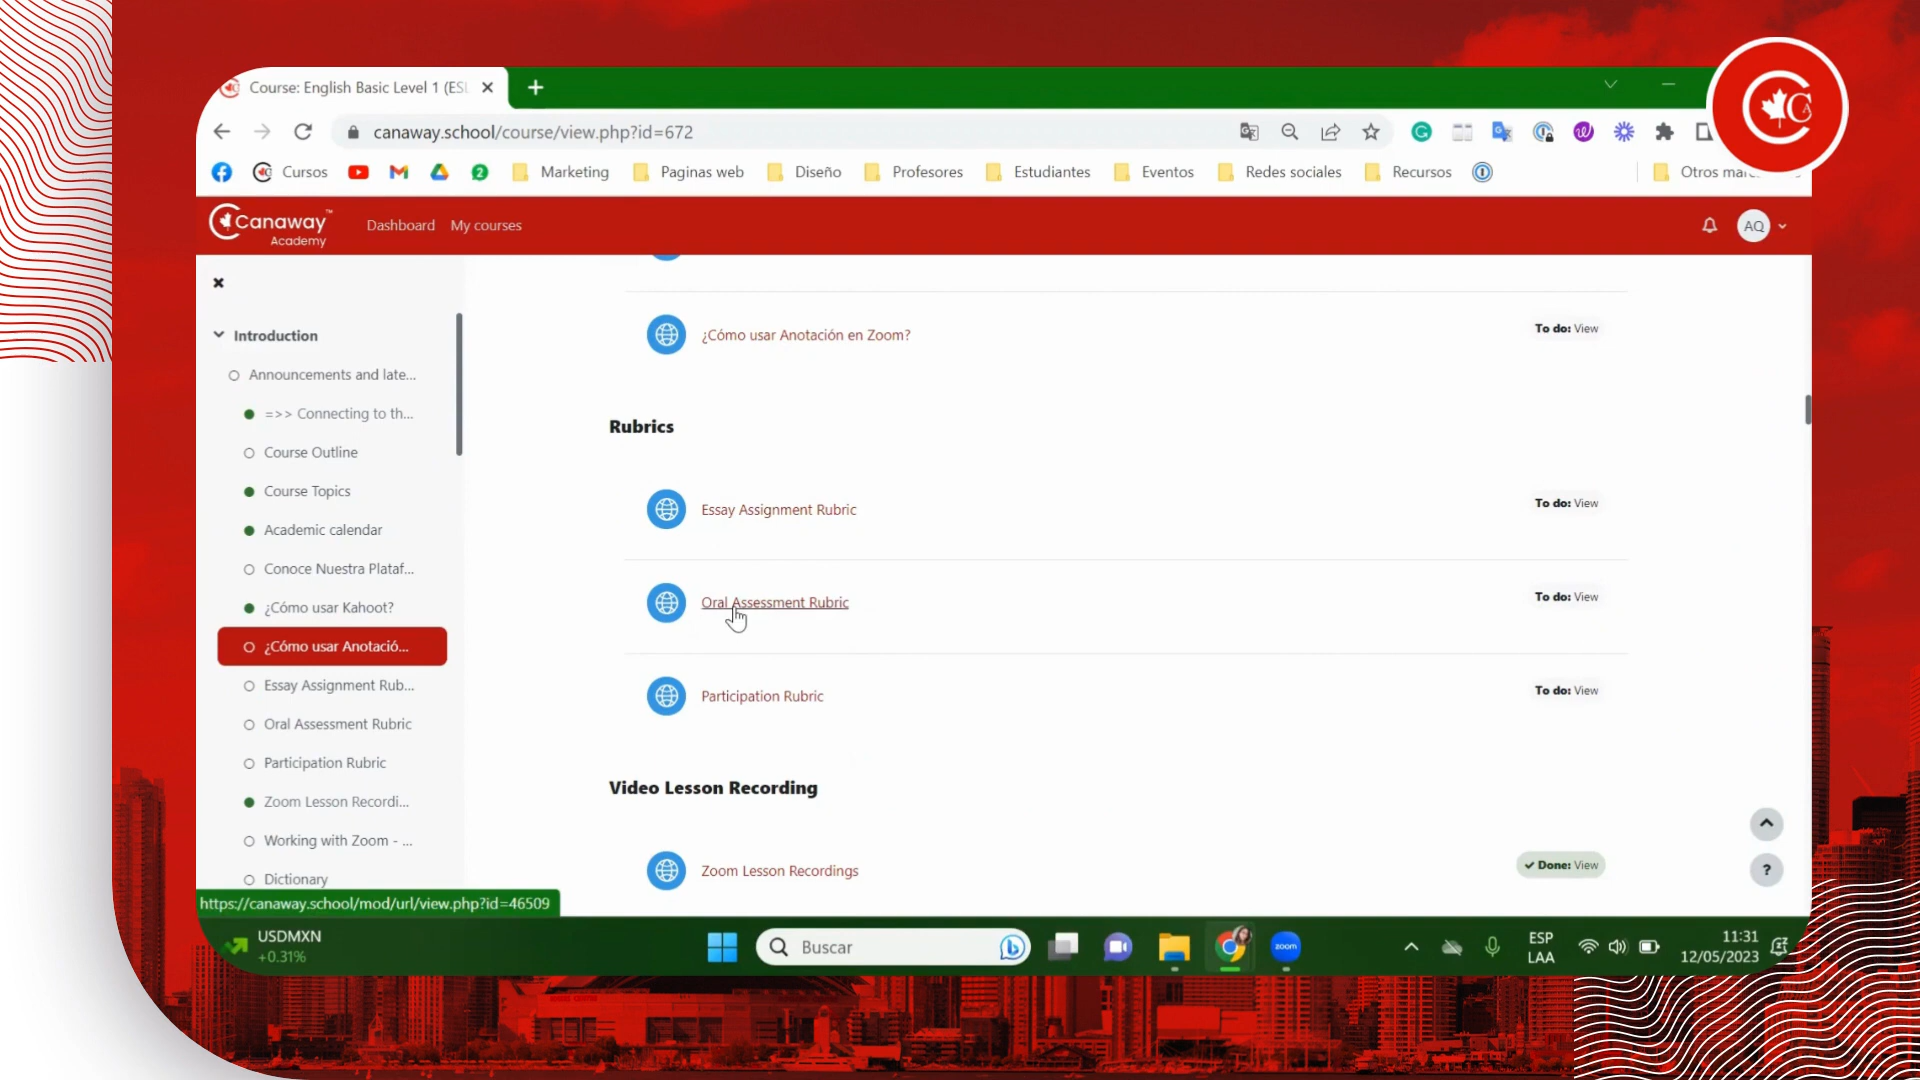 Course: English Basic Level 1 (ESL
canaway.school/course/view.php?id=672
Cursos
2
Marketing
Paginas web
Diseño
Profesores
Estudiantes
Eventos
Redes sociales
Recursos
Otros mar...
CA
Canaway™
Academy
Dashboard
My courses
AQ
Introduction
Announcements and late...
=>> Connecting to th...
Course Outline
Course Topics
Academic calendar
Conoce Nuestra Plataf...
¿Cómo usar Kahoot?
¿Cómo usar Anotació...
Essay Assignment Rub...
Oral Assessment Rubric
Participation Rubric
Zoom Lesson Recordi...
Working with Zoom - ...
Dictionary
¿Cómo usar Anotación en Zoom?
To do: View
Rubrics
Essay Assignment Rubric
To do: View
Oral Assessment Rubric
To do: View
Participation Rubric
To do: View
Video Lesson Recording
Zoom Lesson Recordings
Done: View
?
https://canaway.school/mod/url/view.php?id=46509
USDMXN
+0.31%
Buscar
zoom
ESP
LAA
11:31
12/05/2023